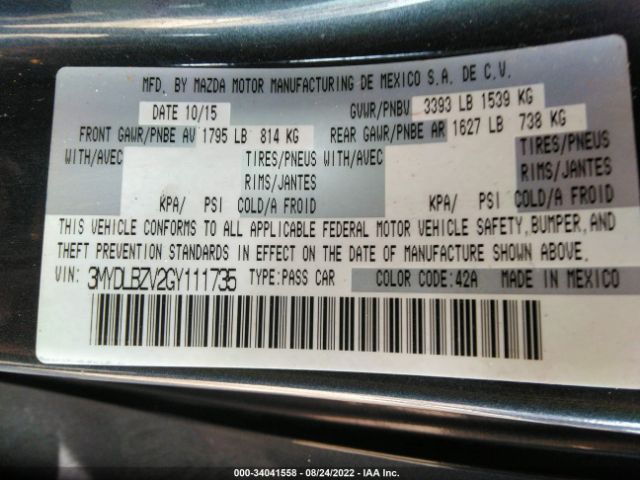 MFD. BY MAZDA MOTOR MANUFACTURING DE MEXICO S.A. DE C.V.
DATE 10/15 GVWR/PNBV 3393 LB 1539 KG
FRONT GAWR/PNBE AV 1795 LB 814 KG REAR GAWR/PNBE AR 1627 LB 738 KG
WITH/AVEC TIRES/PNEUS WITH/AVEC TIRES/PNEUS
RIMS/JANTES RIMS/JANTES
KPA/ PSI COLD/A FROID KPA/ PSI COLD/A FROID
THIS VEHICLE CONFORMS TO ALL APPLICABLE FEDERAL MOTOR VEHICLE SAFETY, BUMPER, AND
THEFT PREVENTION STANDARDS IN EFFECT ON THE DATE OF MANUFACTURE SHOWN ABOVE.
VIN: 3MYDLBZV2GY111735 TYPE:PASS CAR COLOR CODE:42A MADE IN MEXICO
000-34041558 - 08/24/2022 - IAA Inc.